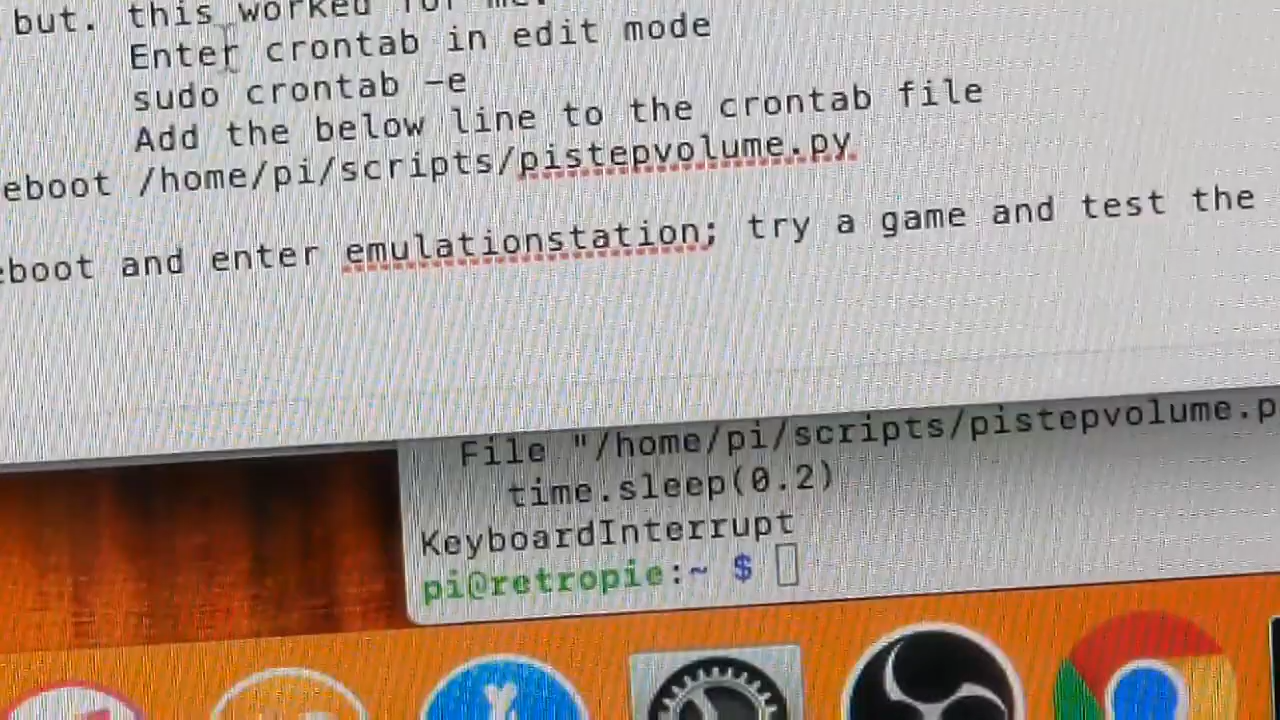 but. this worked for me.
Enter crontab in edit mode
sudo crontab -e
Add the below line to the crontab file
eboot /home/pi/scripts/pistepvolume.py
eboot and enter emulationstation; try a game and test the
File "/home/pi/scripts/pistepvolume.p
time.sleep(0.2)
KeyboardInterrupt
pi@retropie:~ $